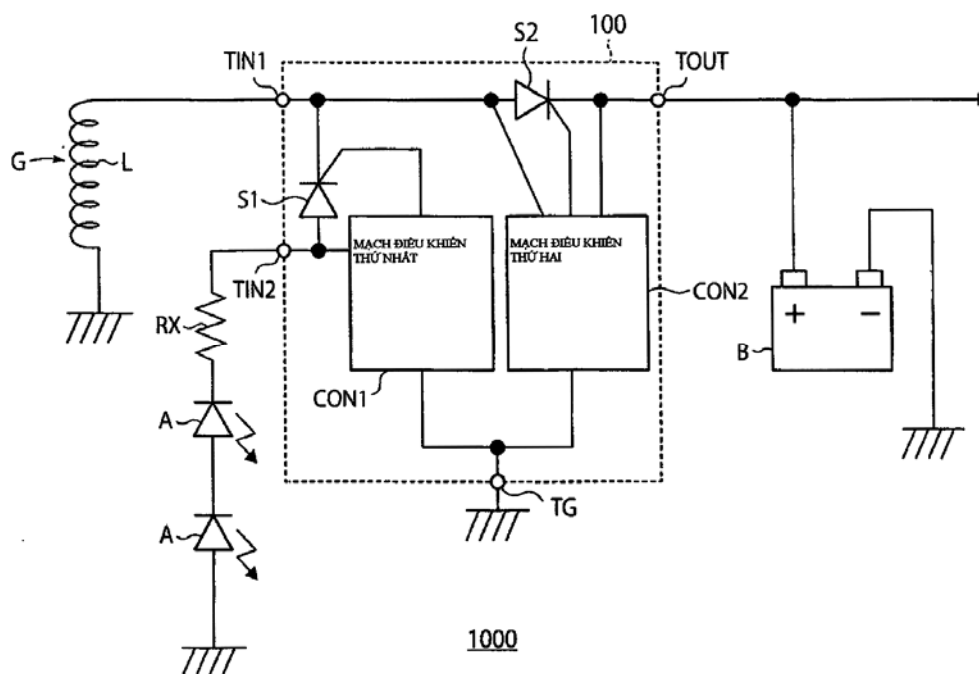 100
S2
TIN1
TOUT
G
L
S1
MẠCH ĐIỀU KHIỂN
THỨ NHẤT
MẠCH ĐIỀU KHIỂN
THỨ HAI
TIN2
CON2
RX
+
−
B
CON1
A
TG
A
1000